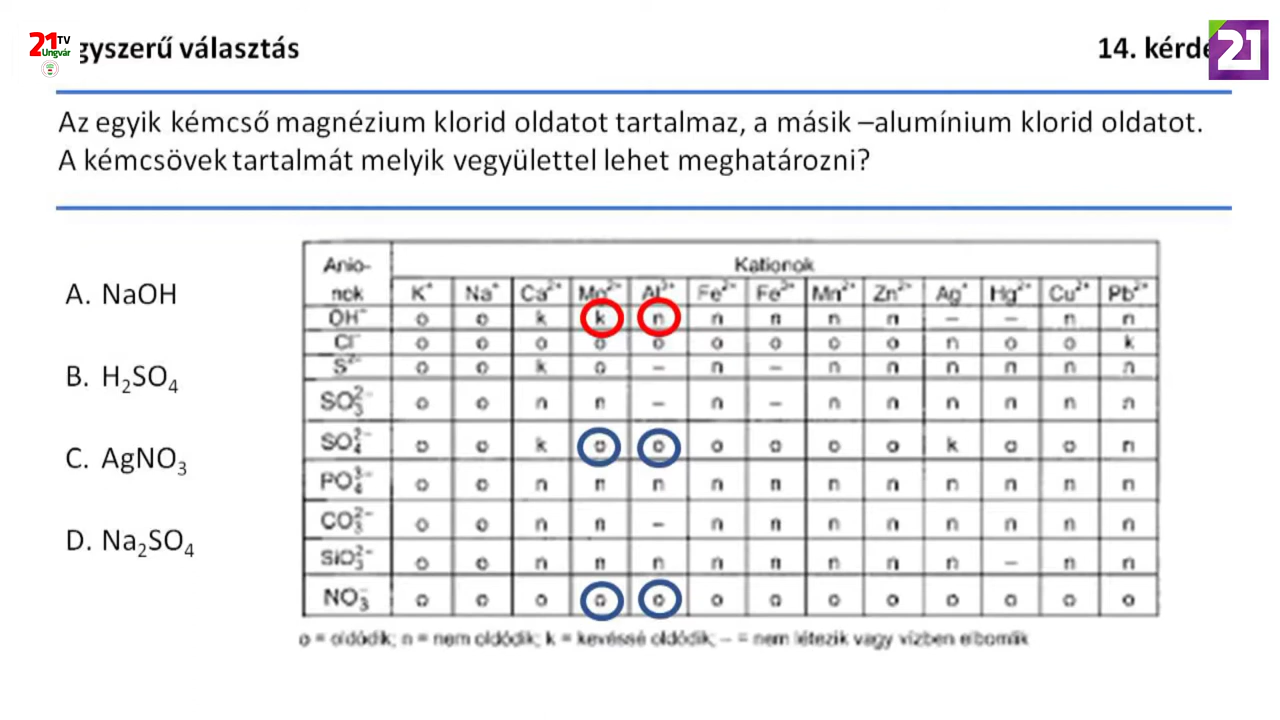 21 TV
Ungvár
gyszerű választás
14. kérdé
21
Az egyik kémcső magnézium klorid oldatot tartalmaz, a másik –alumínium klorid oldatot.
A kémcsövek tartalmát melyik vegyülettel lehet meghatározni?
A. NaOH
B. H₂SO₄
C. AgNO₃
D. Na₂SO₄
Anio- Kationok
nok K⁺ Na⁺ Ca²⁺ Mg²⁺ Al³⁺ Fe²⁺ Fe³⁺ Mn²⁺ Zn²⁺ Ag⁺ Hg²⁺ Cu²⁺ Pb²⁺
OH⁻ o o k k n n n n n – – n n
Cl⁻ o o o o o o o o o n o o k
S²⁻ o o k o – n – n n n n n n
SO₃²⁻ o o n n – n – n n n n n n
SO₄²⁻ o o k o o o o o o k o o n
PO₄³⁻ o o n n n n n n n n n n n
CO₃²⁻ o o n n – n n n n n n n n
SiO₃²⁻ o o n n n n n n n n – n n
NO₃⁻ o o o o o o o o o o o o o
o = oldódik; n = nem oldódik; k = kevéssé oldódik; – = nem létezik vagy vízben elbomlik